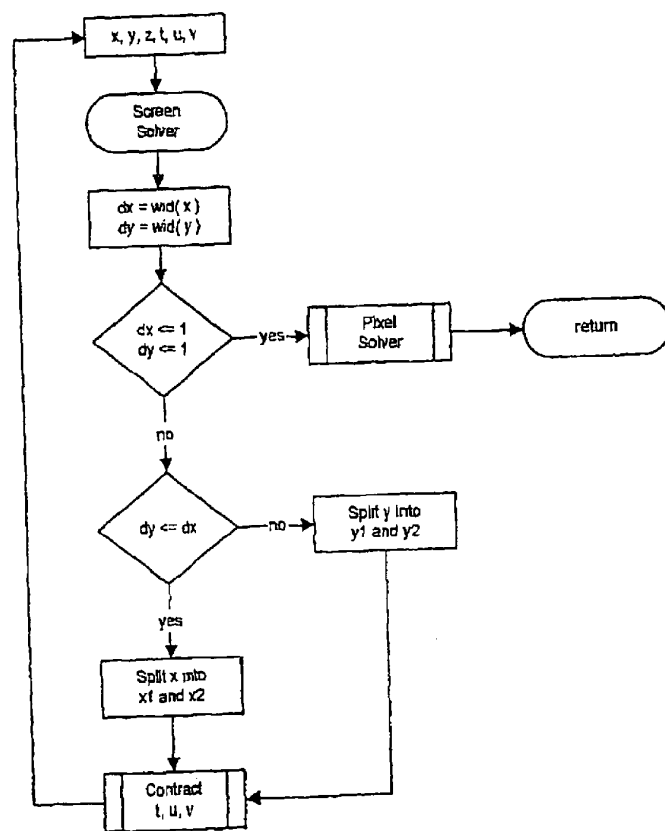 x, y, z, t, u, v
Screen
Solver
dx = wid( x )
dy = wid( y )
dx <= 1
dy <= 1
yes
Pixel
Solver
return
no
dy <= dx
no
Split y into
y1 and y2
yes
Split x into
x1 and x2
Contract
t, u, v